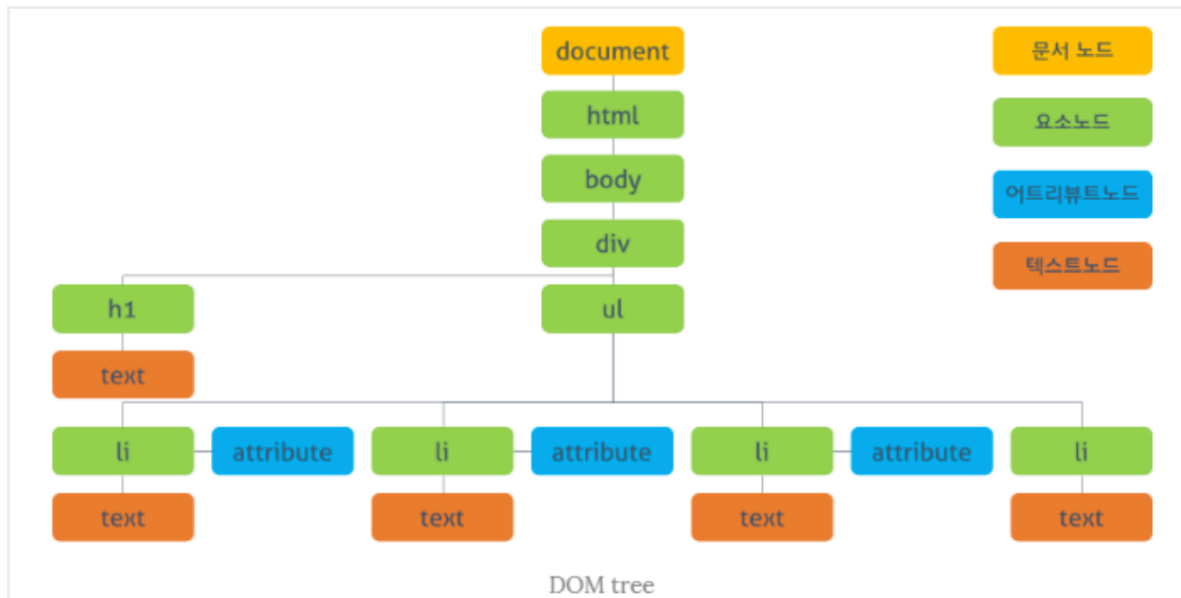 document
문서 노드
html
요소노드
body
어트리뷰트노드
div
텍스트노드
h1
ul
text
li
attribute
li
attribute
li
attribute
li
text
text
text
text
DOM tree